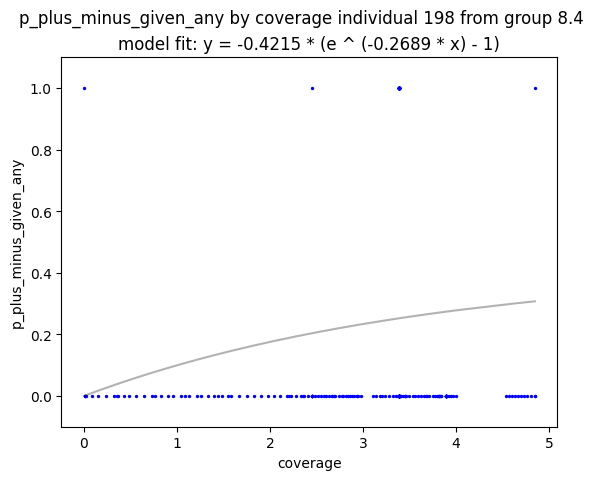 p_plus_minus_given_any by coverage individual 198 from group 8.4
model fit: y = -0.4215 * (e ^ (-0.2689 * x) - 1)
1.0
0.8
0.6
0.4
0.2
0.0
p_plus_minus_given_any
0 1 2 3 4 5
coverage